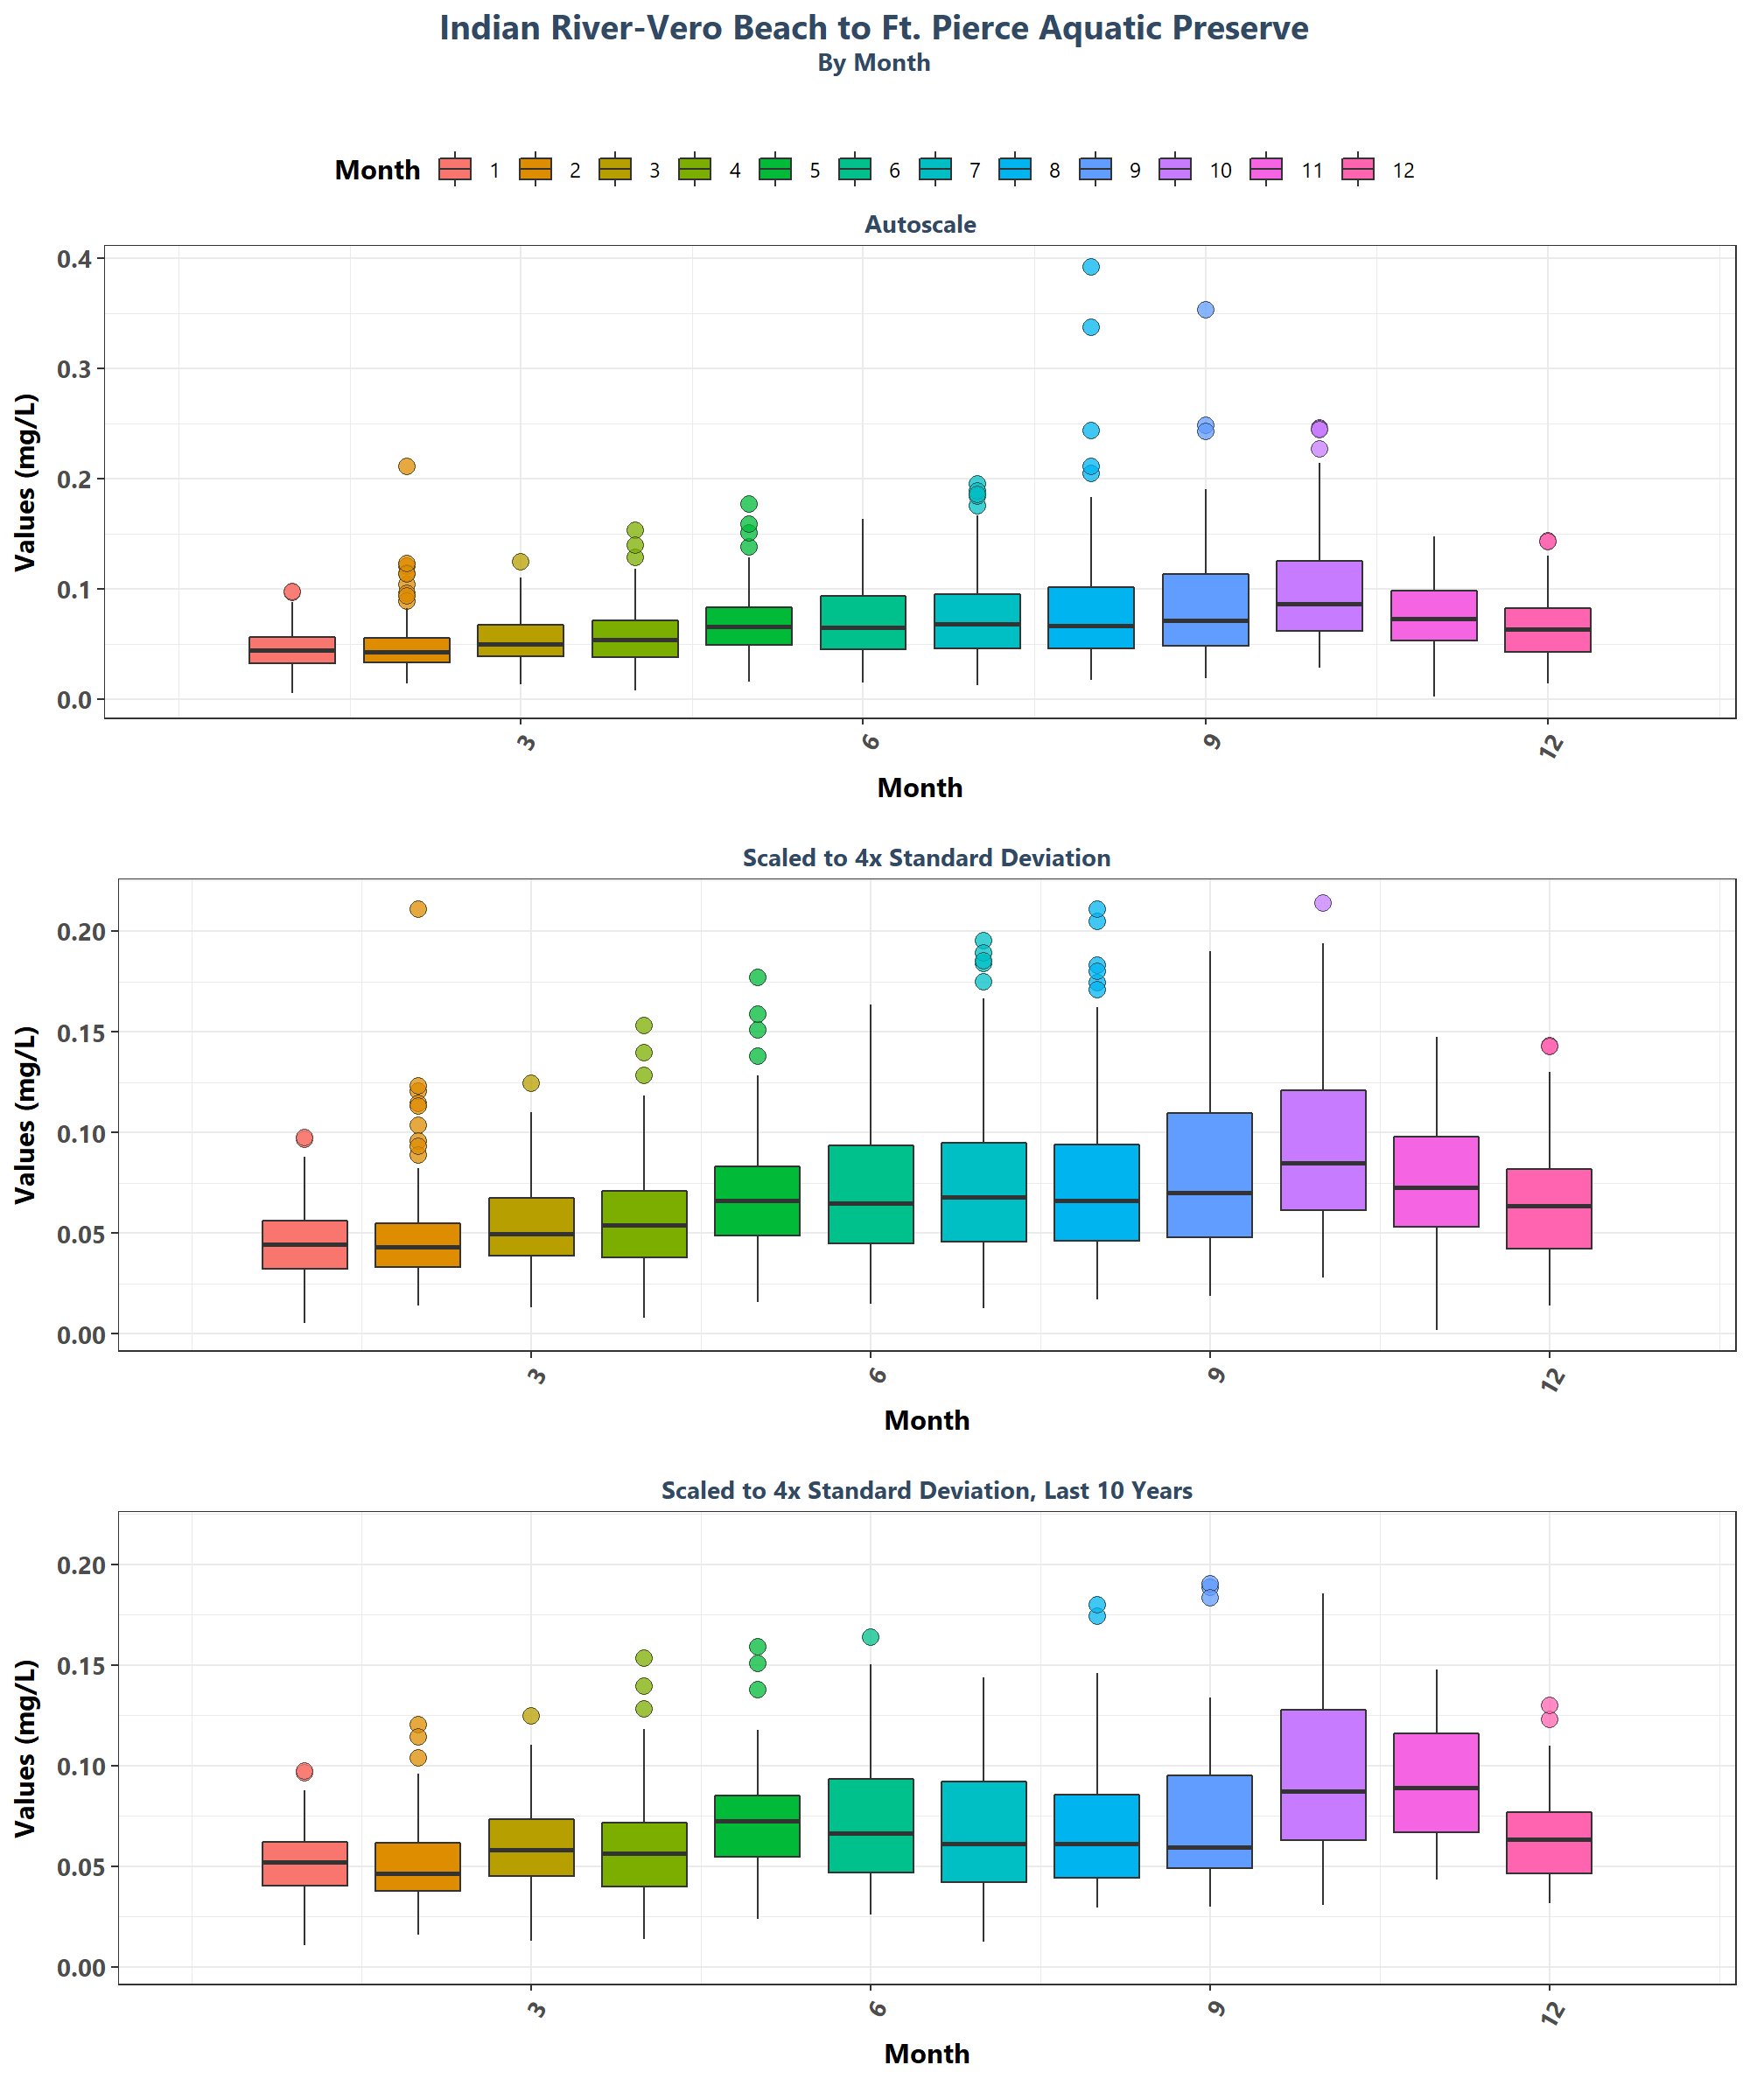 Indian River-Vero Beach to Ft. Pierce Aquatic Preserve
By Month
Month 1 2 3 4 5 6 7 8 9 10 11 12
Autoscale
Values (mg/L)
0.4
0.3
0.2
0.1
0.0
3 6 9 12
Month
Scaled to 4x Standard Deviation
Values (mg/L)
0.20
0.15
0.10
0.05
0.00
3 6 9 12
Month
Scaled to 4x Standard Deviation, Last 10 Years
Values (mg/L)
0.20
0.15
0.10
0.05
0.00
3 6 9 12
Month